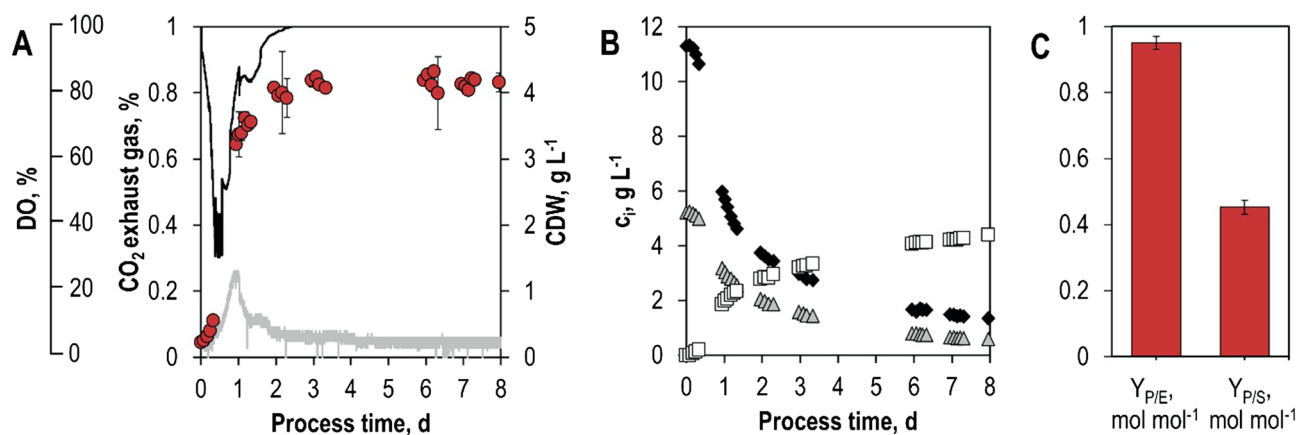 A
DO, %
100
80
60
40
20
0
CO₂ exhaust gas, %
1
0.8
0.6
0.4
0.2
0
CDW, g L⁻¹
5
4
3
2
1
0
0 1 2 3 4 5 6 7 8
Process time, d
B
cᵢ, g L⁻¹
12
10
8
6
4
2
0
0 1 2 3 4 5 6 7 8
Process time, d
C
1
0.8
0.6
0.4
0.2
0
Y_P/E, Y_P/S,
mol mol⁻¹ mol mol⁻¹